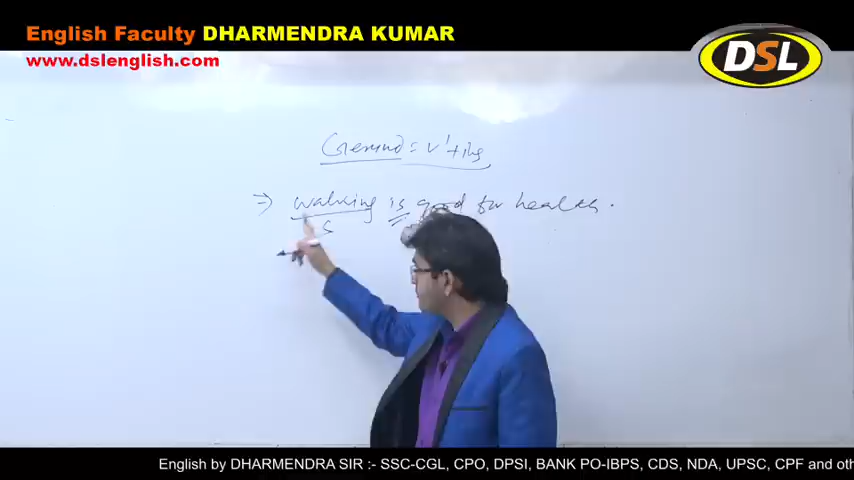 English Faculty DHARMENDRA KUMAR
www.dslenglish.com
DSL
Gerund = V¹+ing
⇒ walking is good for health.
S
English by DHARMENDRA SIR :- SSC-CGL, CPO, DPSI, BANK PO-IBPS, CDS, NDA, UPSC, CPF and oth